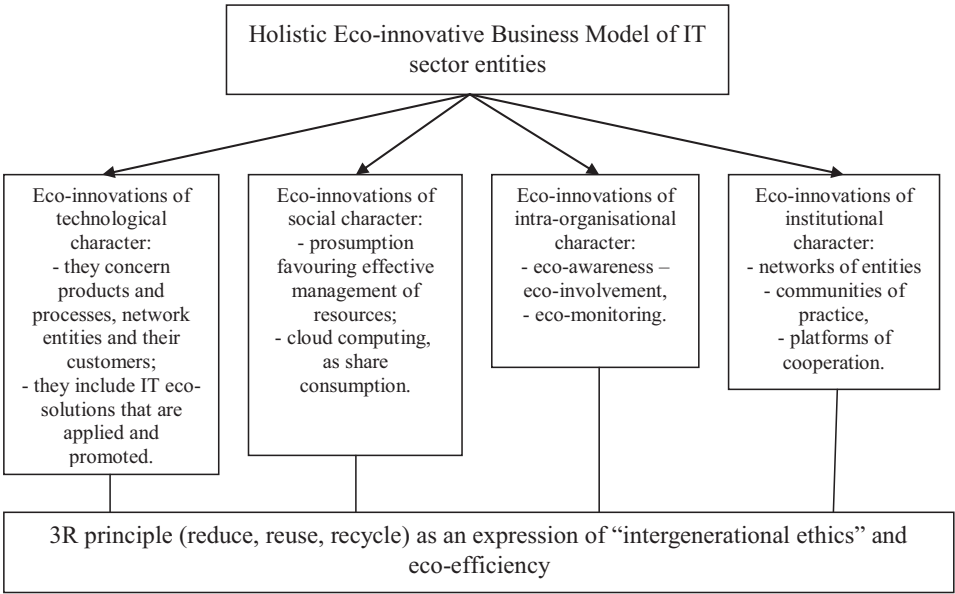 Holistic Eco-innovative Business Model of IT
sector entities
Eco-innovations of
technological
character:
- they concern
products and
processes, network
entities and their
customers;
- they include IT eco-
solutions that are
applied and
promoted.
Eco-innovations of
social character:
- prosumption
favouring effective
management of
resources;
- cloud computing,
as share
consumption.
Eco-innovations of
intra-organisational
character:
- eco-awareness –
eco-involvement,
- eco-monitoring.
Eco-innovations of
institutional
character:
- networks of entities
- communities of
practice,
- platforms of
cooperation.
3R principle (reduce, reuse, recycle) as an expression of “intergenerational ethics” and
eco-efficiency